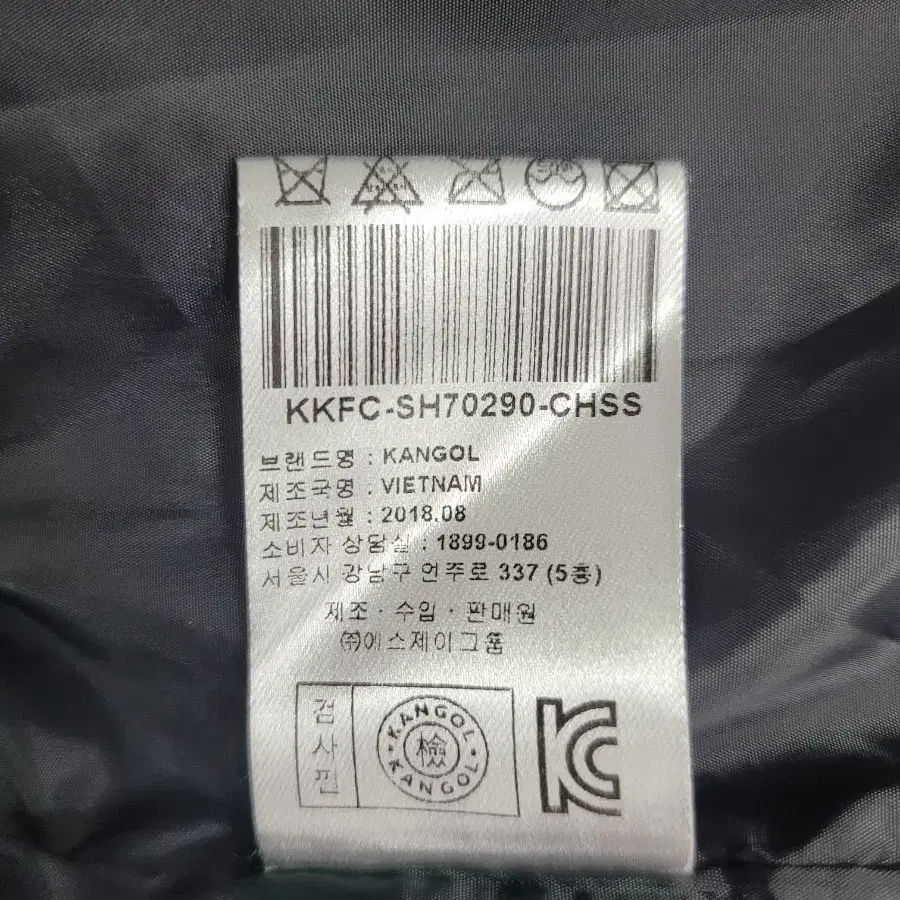 KKFC-SH70290-CHSS
브랜드명 : KANGOL
제조국명 : VIETNAM
제조년월 : 2018.08
소비자 상담실 : 1899-0186
서울시 강남구 언주로 337 (5층)
제조 · 수입 · 판매원
㈜에스제이그룹
검사필
KANGOL
檢
KANGOL
KC